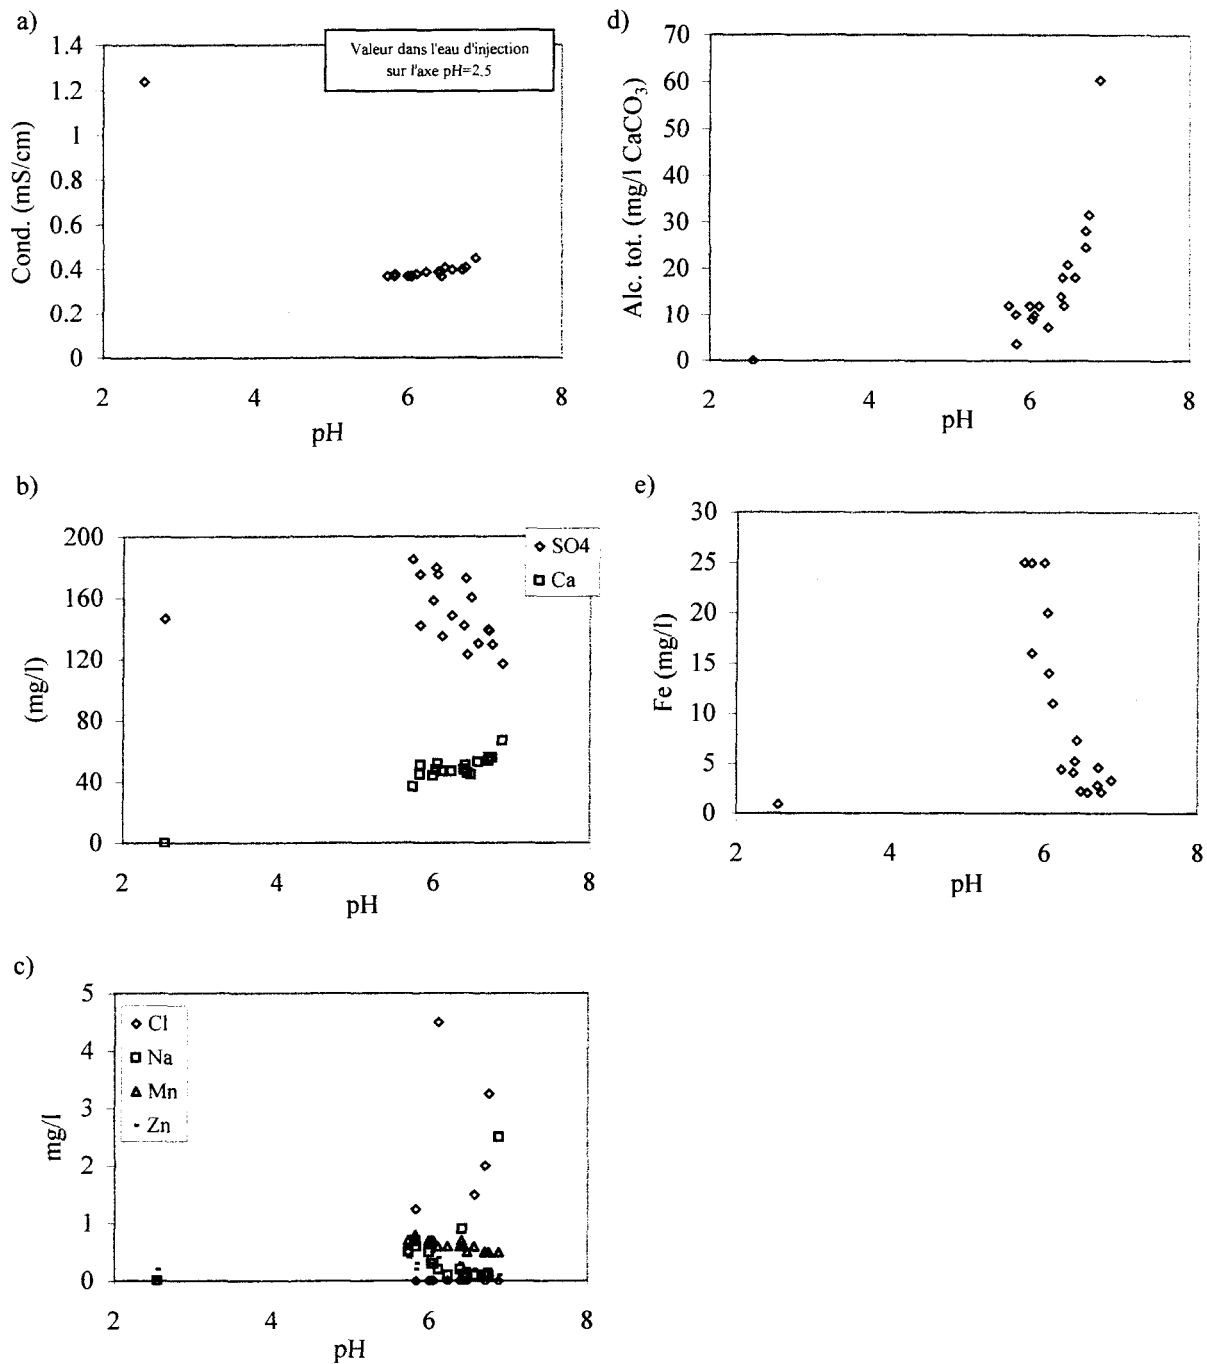 a)
Valeur dans l'eau d'injection
sur l'axe pH=2.5
Cond. (mS/cm)
1.4
1.2
1
0.8
0.6
0.4
0.2
0
2 4 6 8
pH
d)
Alc. tot. (mg/l CaCO3)
70
60
50
40
30
20
10
0
2 4 6 8
pH
b)
(mg/l)
200
160
120
80
40
0
SO4
Ca
2 4 6 8
pH
e)
Fe (mg/l)
30
25
20
15
10
5
0
2 4 6 8
pH
c)
mg/l
5
4
3
2
1
0
Cl
Na
Mn
Zn
2 4 6 8
pH